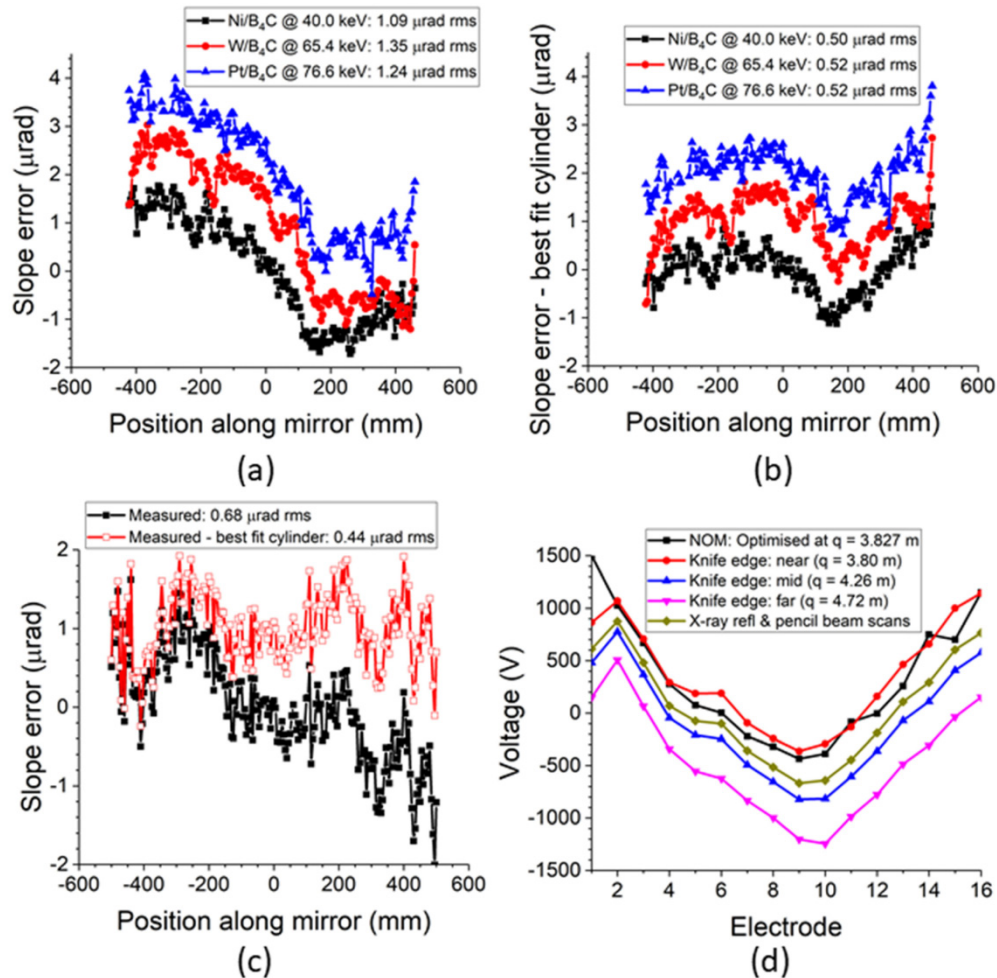 Ni/B₄C @ 40.0 keV: 1.09 μrad rms
W/B₄C @ 65.4 keV: 1.35 μrad rms
Pt/B₄C @ 76.6 keV: 1.24 μrad rms
Slope error (μrad)
4
3
2
1
0
-1
-2
-600 -400 -200 0 200 400 600
Position along mirror (mm)
(a)
Ni/B₄C @ 40.0 keV: 0.50 μrad rms
W/B₄C @ 65.4 keV: 0.52 μrad rms
Pt/B₄C @ 76.6 keV: 0.52 μrad rms
Slope error - best fit cylinder (μrad)
4
3
2
1
0
-1
-2
-600 -400 -200 0 200 400 600
Position along mirror (mm)
(b)
Measured: 0.68 μrad rms
Measured - best fit cylinder: 0.44 μrad rms
Slope error (μrad)
2
1
0
-1
-2
-600 -400 -200 0 200 400 600
Position along mirror (mm)
(c)
NOM: Optimised at q = 3.827 m
Knife edge: near (q = 3.80 m)
Knife edge: mid (q = 4.26 m)
Knife edge: far (q = 4.72 m)
X-ray refl & pencil beam scans
Voltage (V)
1500
1000
500
0
-500
-1000
-1500
2 4 6 8 10 12 14 16
Electrode
(d)